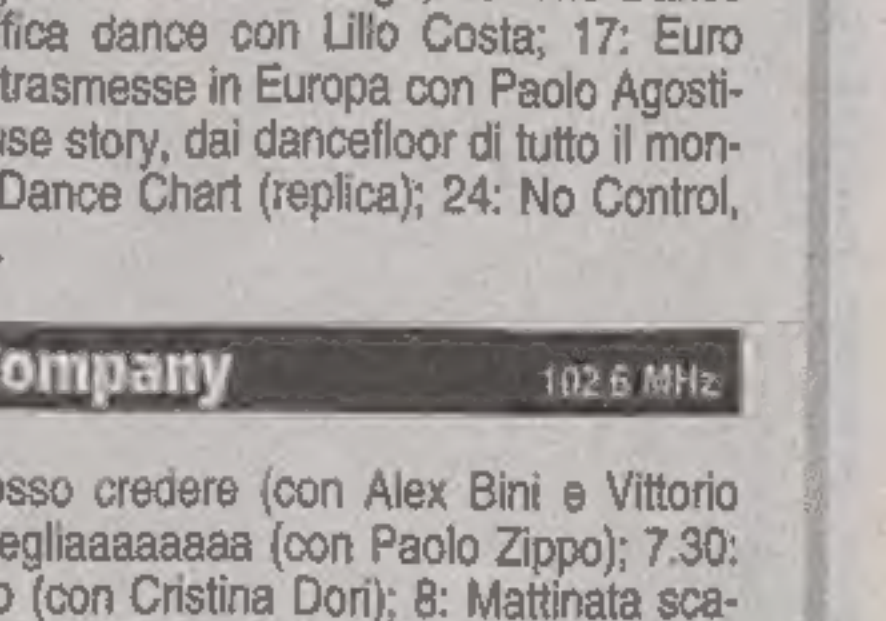 fica dance con Lillo Costa; 17: Euro
trasmesse in Europa con Paolo Agosti-
use story, dai dancefloor di tutto il mon-
Dance Chart (replica); 24: No Control,
ompany 102.6 MHz
osso credere (con Alex Bini e Vittorio
egliaaaaaaaa (con Paolo Zippo); 7.30:
o (con Cristina Dori); 8: Mattinata sca-